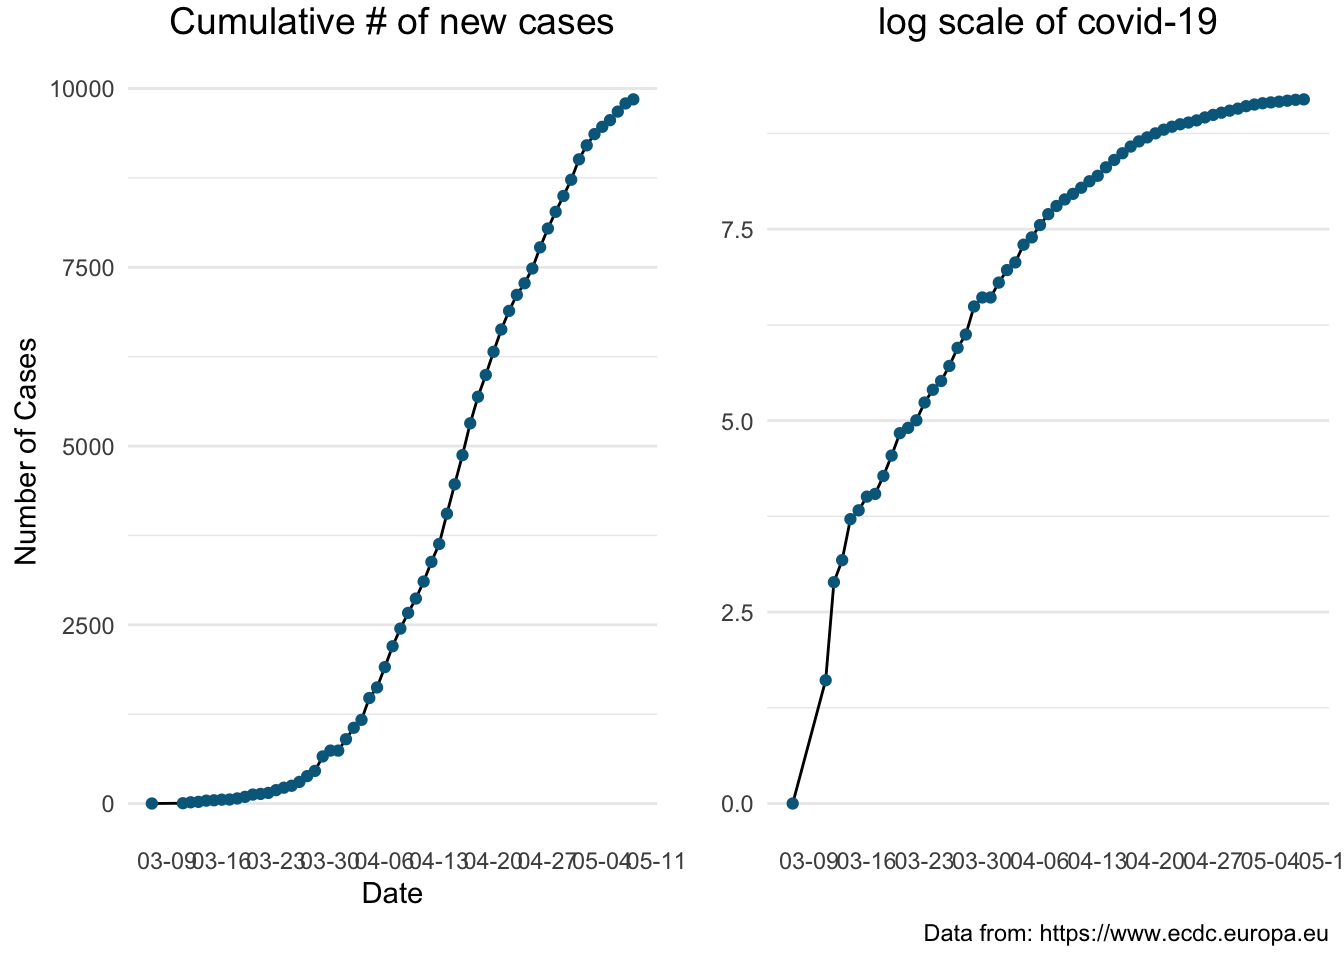 Cumulative # of new cases
10000
7500
5000
2500
0
Number of Cases
03-09 03-16 03-23 03-30 04-06 04-13 04-20 04-27 05-04 05-11
Date
log scale of covid-19
7.5
5.0
2.5
0.0
03-09 03-16 03-23 03-30 04-06 04-13 04-20 04-27 05-04 05-1
Data from: https://www.ecdc.europa.eu